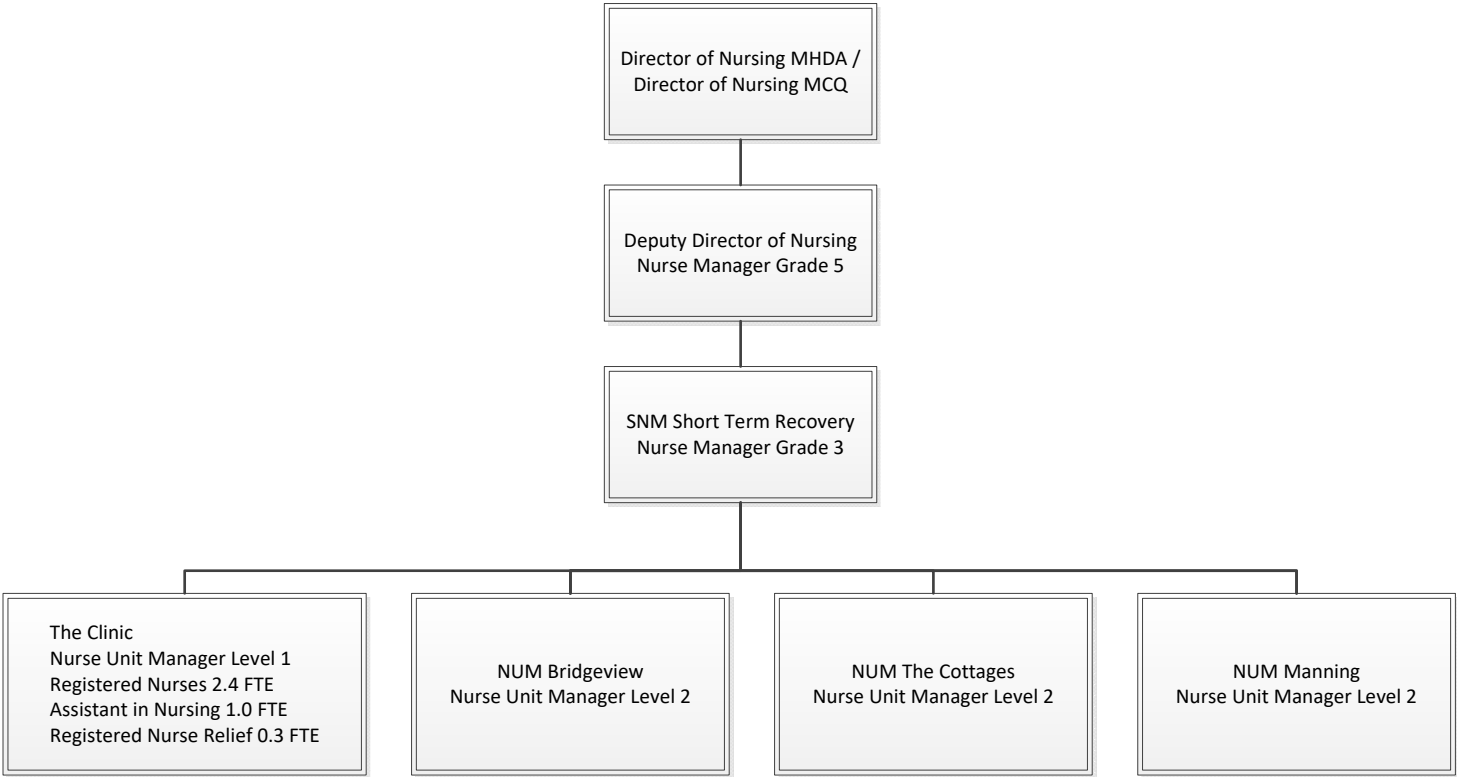 Director of Nursing MHDA /
Director of Nursing MCQ
Deputy Director of Nursing
Nurse Manager Grade 5
SNM Short Term Recovery
Nurse Manager Grade 3
The Clinic
Nurse Unit Manager Level 1
Registered Nurses 2.4 FTE
Assistant in Nursing 1.0 FTE
Registered Nurse Relief 0.3 FTE
NUM Bridgeview
Nurse Unit Manager Level 2
NUM The Cottages
Nurse Unit Manager Level 2
NUM Manning
Nurse Unit Manager Level 2